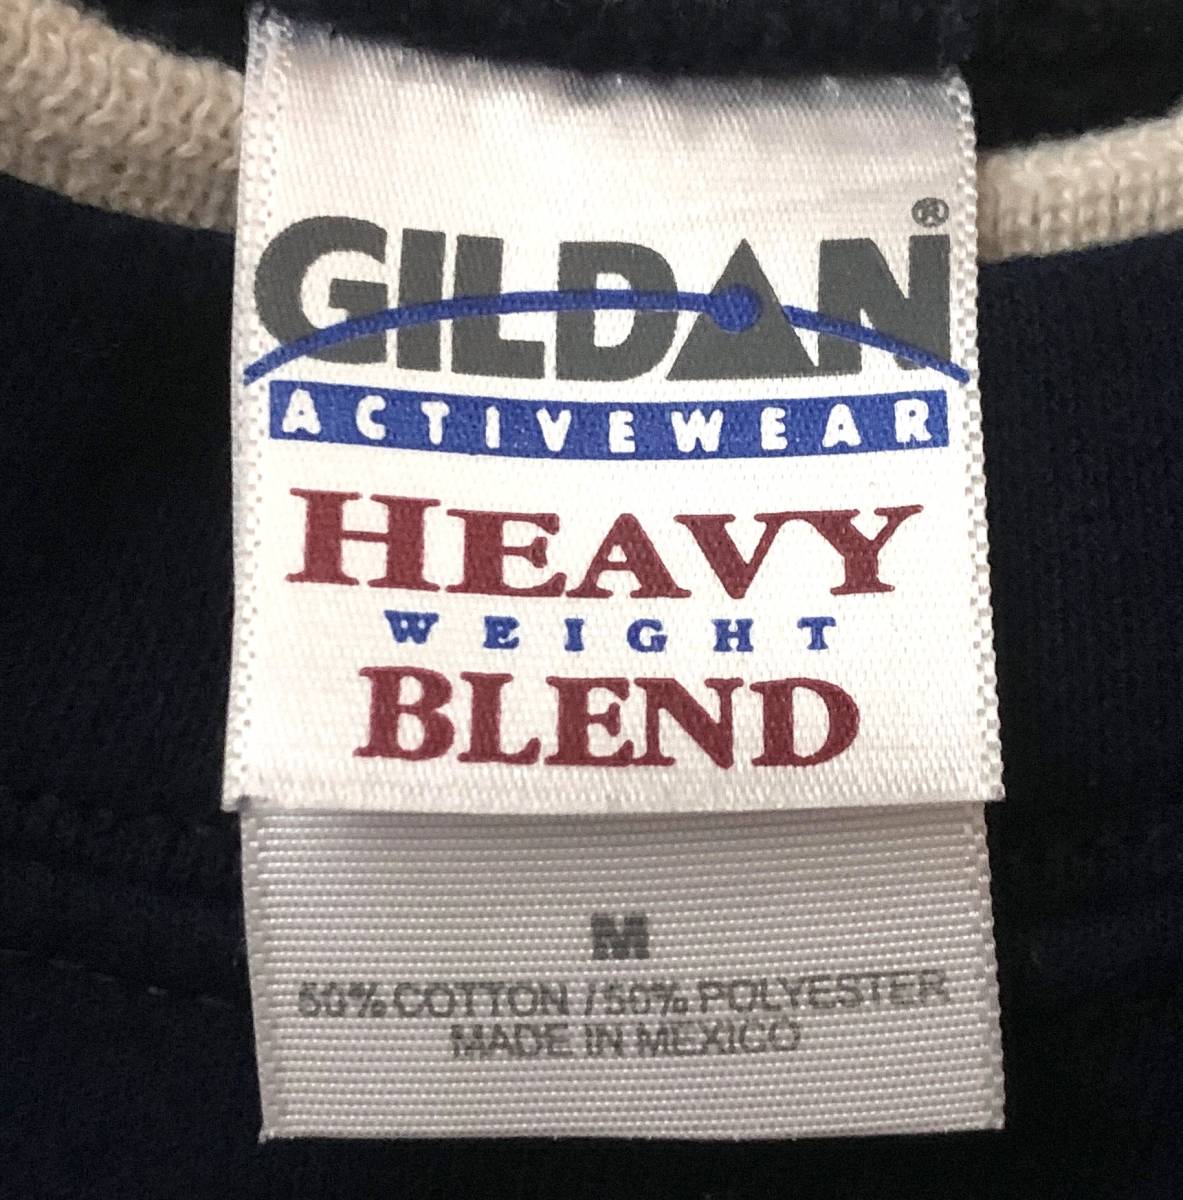 GILDAN®
ACTIVEWEAR
HEAVY
WEIGHT
BLEND
M
50% COTTON / 50% POLYESTER
MADE IN MEXICO